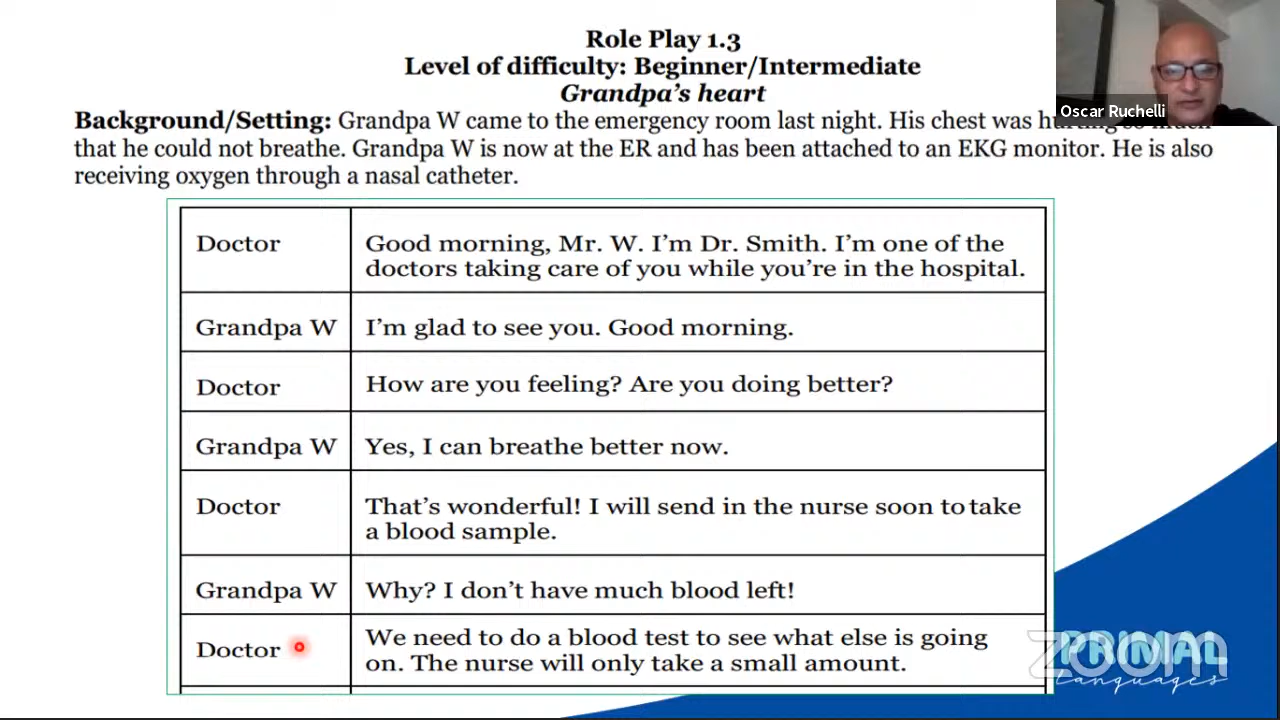 Role Play 1.3
Level of difficulty: Beginner/Intermediate
Grandpa's heart
Oscar Ruchelli
Background/Setting: Grandpa W came to the emergency room last night. His chest was hurting so much
that he could not breathe. Grandpa W is now at the ER and has been attached to an EKG monitor. He is also
receiving oxygen through a nasal catheter.
Doctor
Good morning, Mr. W. I'm Dr. Smith. I'm one of the
doctors taking care of you while you're in the hospital.
Grandpa W
I'm glad to see you. Good morning.
Doctor
How are you feeling? Are you doing better?
Grandpa W
Yes, I can breathe better now.
Doctor
That's wonderful! I will send in the nurse soon to take
a blood sample.
Grandpa W
Why? I don't have much blood left!
Doctor
We need to do a blood test to see what else is going
on. The nurse will only take a small amount.
zoom
PRIMAL
Languages